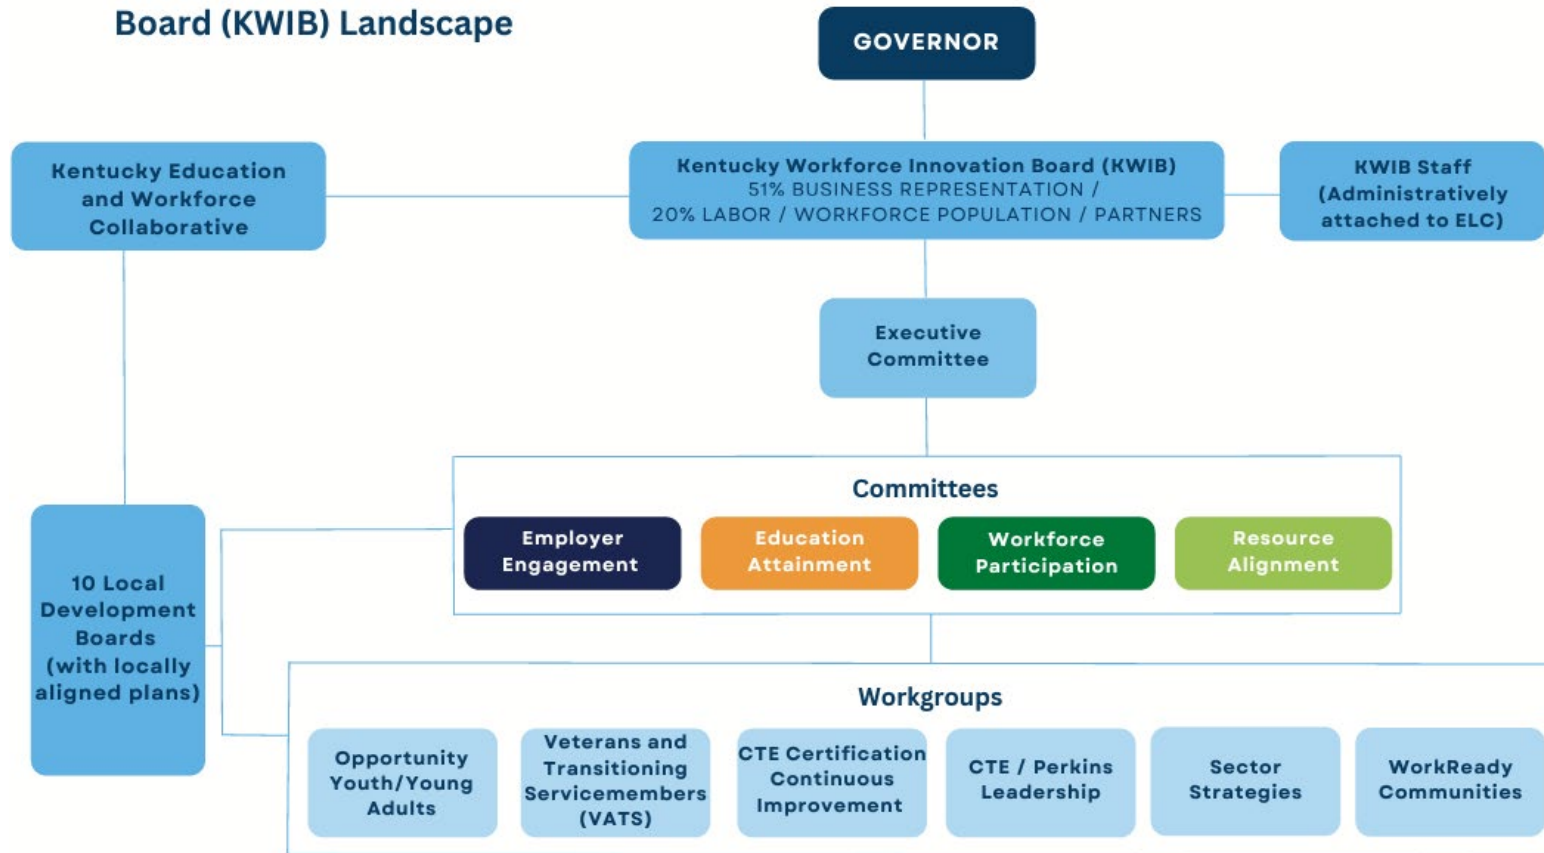 Board (KWIB) Landscape
GOVERNOR
Kentucky Education
and Workforce
Collaborative
Kentucky Workforce Innovation Board (KWIB)
51% BUSINESS REPRESENTATION /
20% LABOR / WORKFORCE POPULATION / PARTNERS
KWIB Staff
(Administratively
attached to ELC)
Executive
Committee
Committees
Employer
Engagement
Education
Attainment
Workforce
Participation
Resource
Alignment
10 Local
Development
Boards
(with locally
aligned plans)
Workgroups
Opportunity
Youth/Young
Adults
Veterans and
Transitioning
Servicemembers
(VATS)
CTE Certification
Continuous
Improvement
CTE / Perkins
Leadership
Sector
Strategies
WorkReady
Communities